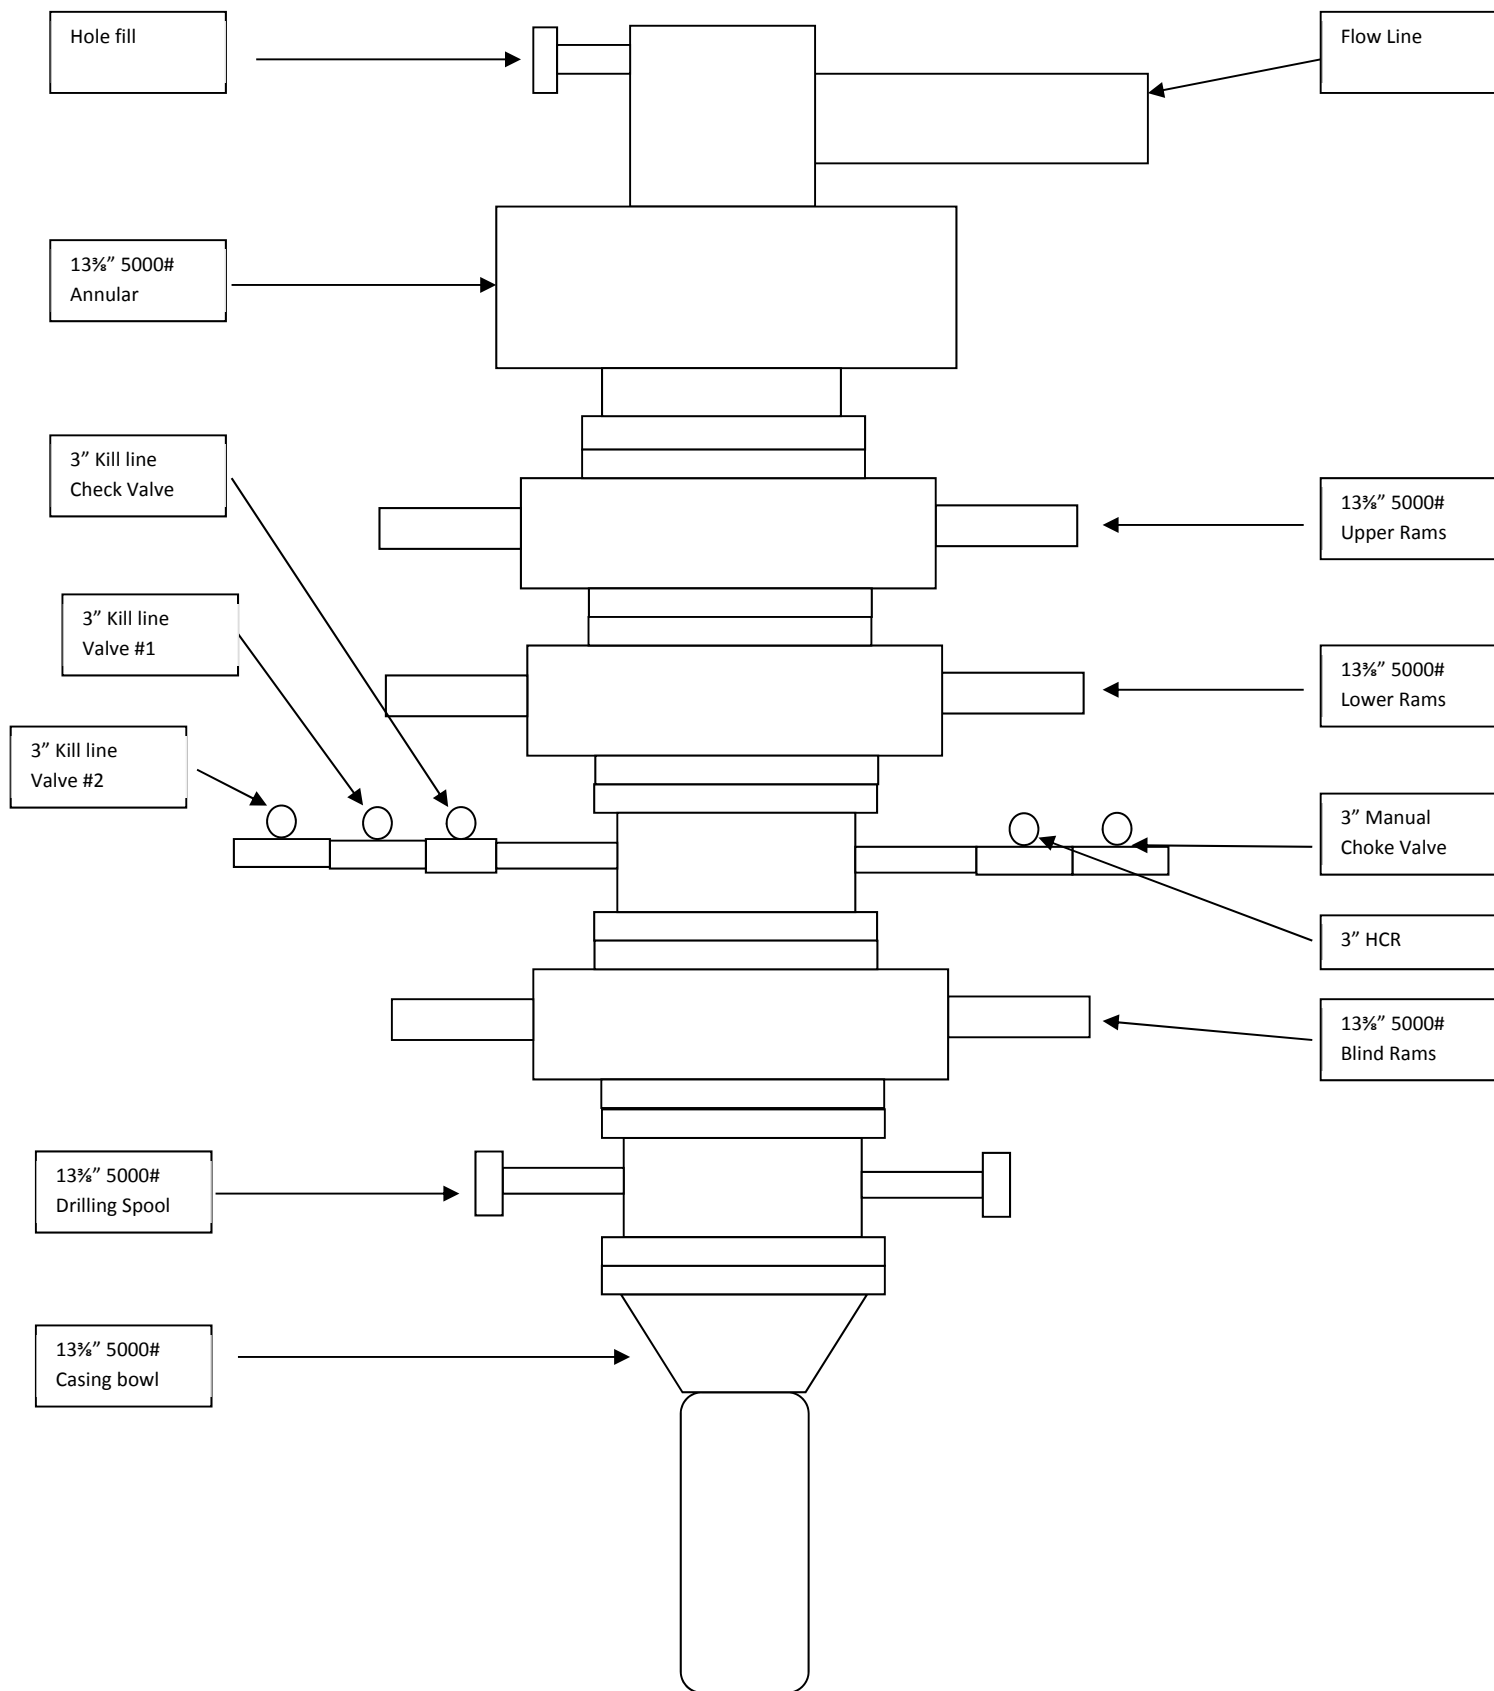 Hole fill
Flow Line
13⅜” 5000#
Annular
3” Kill line
Check Valve
13⅜” 5000#
Upper Rams
3” Kill line
Valve #1
13⅜” 5000#
Lower Rams
3” Kill line
Valve #2
3” Manual
Choke Valve
3” HCR
13⅜” 5000#
Blind Rams
13⅜” 5000#
Drilling Spool
13⅜” 5000#
Casing bowl